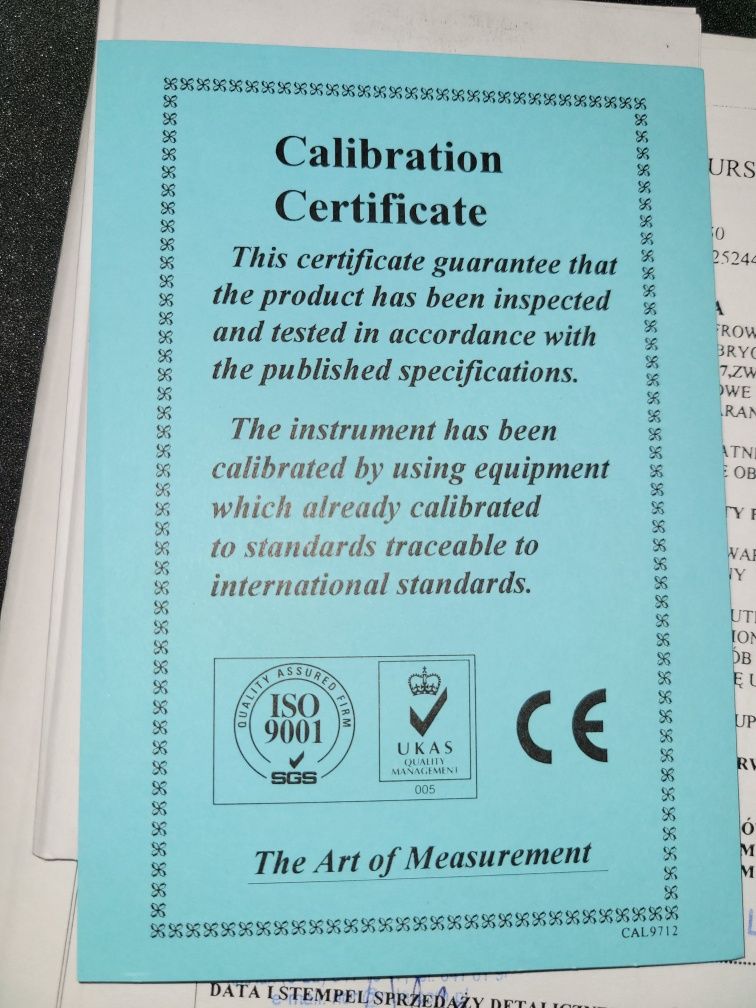 Calibration
Certificate
This certificate guarantee that
the product has been inspected
and tested in accordance with
the published specifications.
The instrument has been
calibrated by using equipment
which already calibrated
to standards traceable to
international standards.
QUALITY ASSURED FIRM
ISO
9001
SGS
UKAS
QUALITY
MANAGEMENT
005
CE
The Art of Measurement
CAL9712
DATA I STEMPEL SPRZEDAŻY DETALICZNEJ